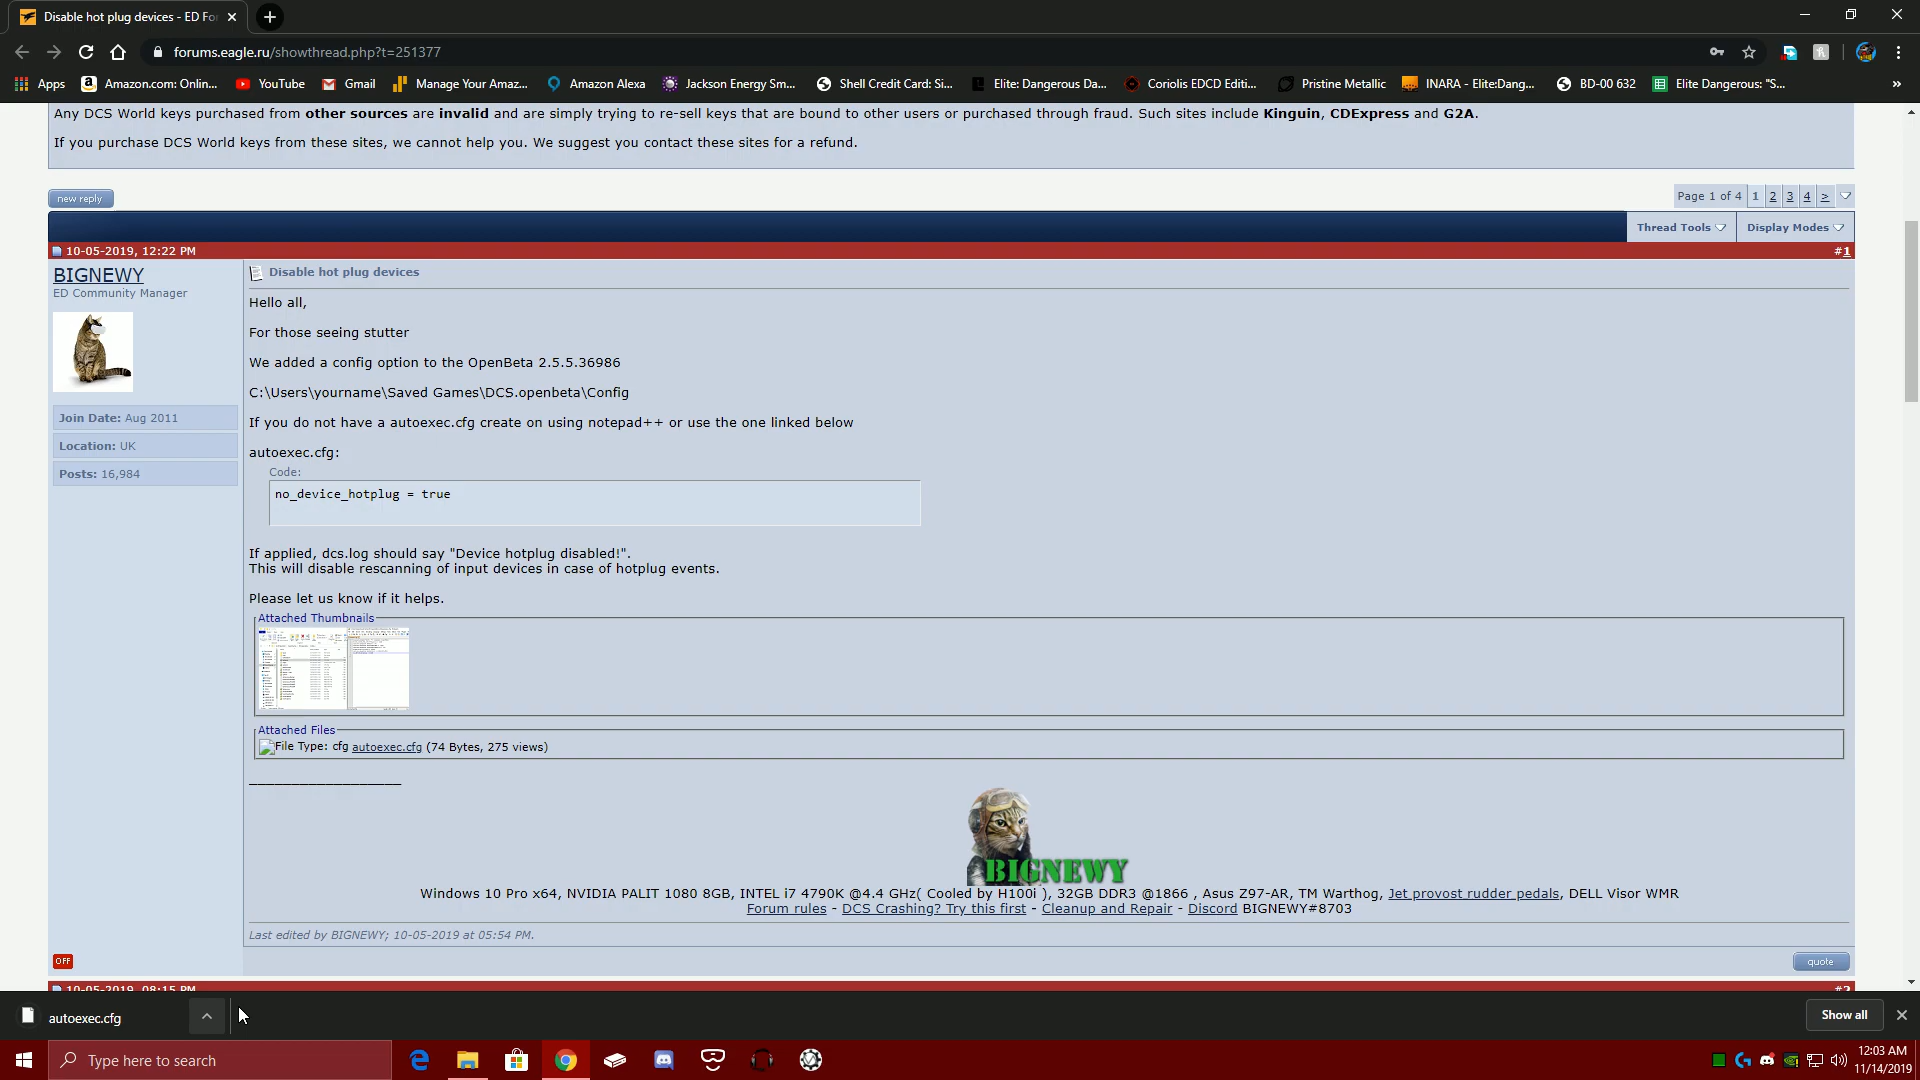 Disable hot plug devices - ED Fo
forums.eagle.ru/showthread.php?t=251377
Apps
Amazon.com: Onlin...
YouTube
Gmail
Manage Your Amaz...
Amazon Alexa
Jackson Energy Sm...
Shell Credit Card: Si...
Elite: Dangerous Da...
Coriolis EDCD Editi...
Pristine Metallic
INARA - Elite:Dang...
BD-00 632
Elite Dangerous: "S...
»
Any DCS World keys purchased from other sources are invalid and are simply trying to re-sell keys that are bound to other users or purchased through fraud. Such sites include Kinguin, CDExpress and G2A.
If you purchase DCS World keys from these sites, we cannot help you. We suggest you contact these sites for a refund.
new reply
Page 1 of 4 1 2 3 4 >
Thread Tools
Display Modes
10-05-2019, 12:22 PM
#1
BIGNEWY
ED Community Manager
Join Date: Aug 2011
Location: UK
Posts: 16,984
Disable hot plug devices
Hello all,
For those seeing stutter
We added a config option to the OpenBeta 2.5.5.36986
C:\Users\yourname\Saved Games\DCS.openbeta\Config
If you do not have a autoexec.cfg create on using notepad++ or use the one linked below
autoexec.cfg:
Code:
no_device_hotplug = true
If applied, dcs.log should say "Device hotplug disabled!".
This will disable rescanning of input devices in case of hotplug events.
Please let us know if it helps.
Attached Thumbnails
Attached Files
File Type: cfg autoexec.cfg (74 Bytes, 275 views)
__________________
BIGNEWY
Windows 10 Pro x64, NVIDIA PALIT 1080 8GB, INTEL i7 4790K @4.4 GHz( Cooled by H100i ), 32GB DDR3 @1866 , Asus Z97-AR, TM Warthog, Jet provost rudder pedals, DELL Visor WMR
Forum rules - DCS Crashing? Try this first - Cleanup and Repair - Discord BIGNEWY#8703
Last edited by BIGNEWY; 10-05-2019 at 05:54 PM.
OFF
quote
10-05-2019, 08:15 PM
#2
autoexec.cfg
Show all
Type here to search
12:03 AM
11/14/2019